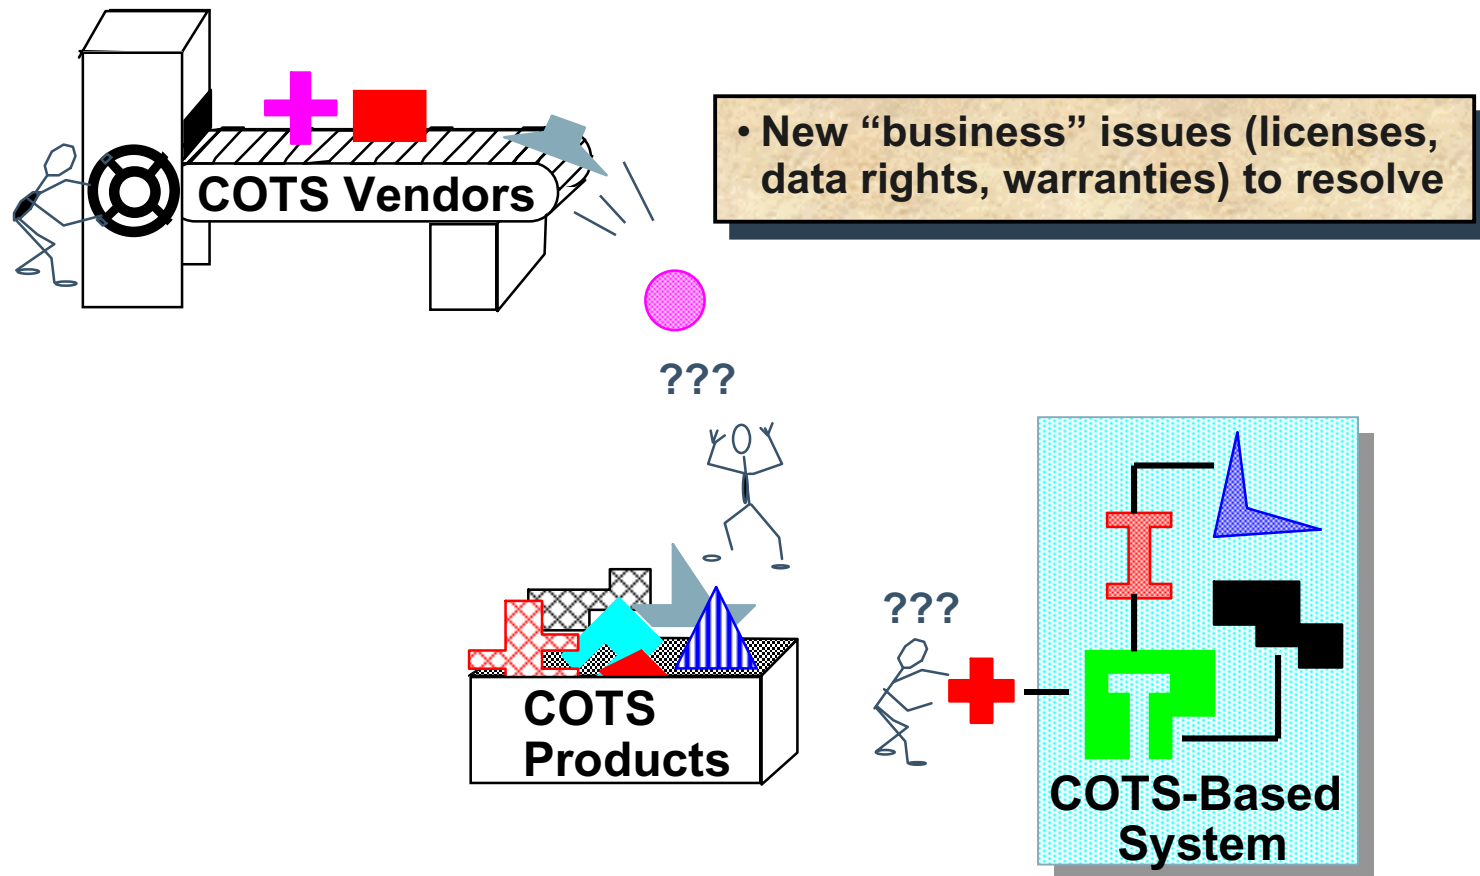 COTS Vendors
• New “business” issues (licenses,
data rights, warranties) to resolve
???
???
COTS
Products
COTS-Based
System